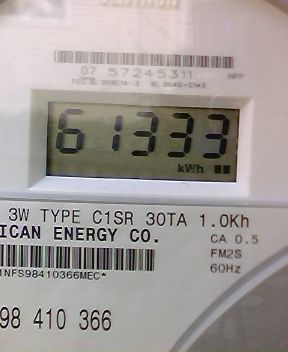 07 57245311
61333
kWh
3W TYPE C1SR 30TA 1.0Kh
ICAN ENERGY CO.
CA 0.5
FM2S
60Hz
1NFS98410366MEC*
98 410 366